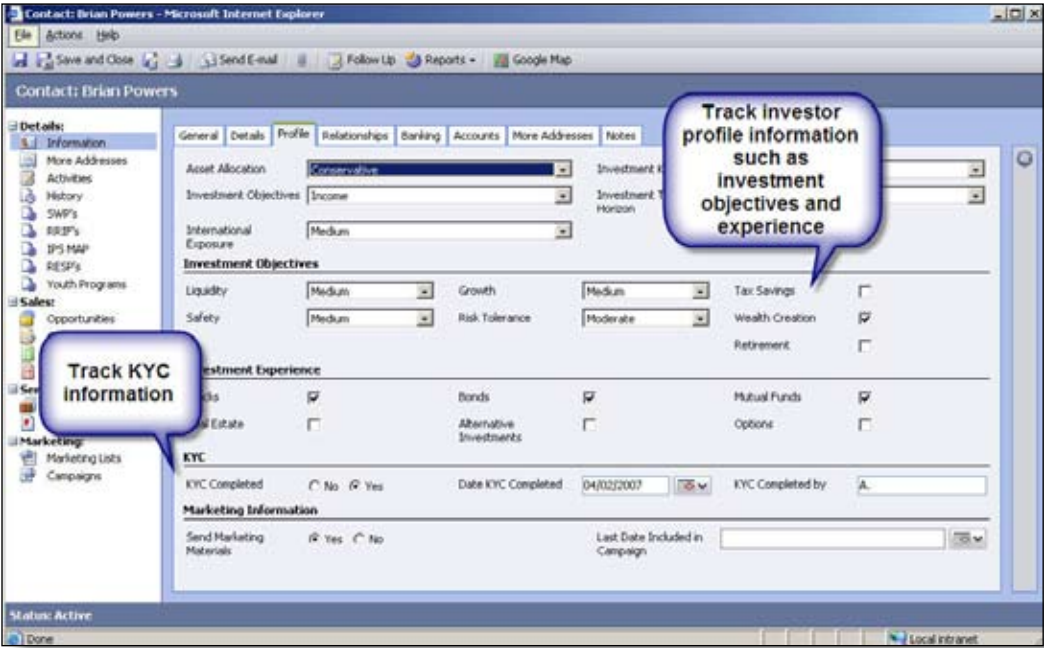 Contact: Brian Powers - Microsoft Internet Explorer
File Actions Help
Save and Close Send E-mail Follow Up Reports Google Map
Contact: Brian Powers
Details:
Information
More Addresses
Activities
History
SWP's
RRIF's
IPS MAP
RESP's
Youth Programs
Sales:
Opportunities
Marketing:
Marketing Lists
Campaigns
General Details Profile Relationships Banking Accounts More Addresses Notes
Asset Allocation Conservative Investment
Investment Objectives Income Investment
Horizon
International Exposure Medium
Investment Objectives
Liquidity Medium Growth Medium Tax Savings
Safety Medium Risk Tolerance Moderate Wealth Creation
Retirement
Experience
Bonds Mutual Funds
Estate Alternative Investments Options
KYC
KYC Completed No Yes Date KYC Completed 04/02/2007 KYC Completed by A.
Marketing Information
Send Marketing Materials Yes No Last Date Included in Campaign
Track investor
profile information
such as
investment
objectives and
experience
Track KYC
information
Status: Active
Done Local intranet